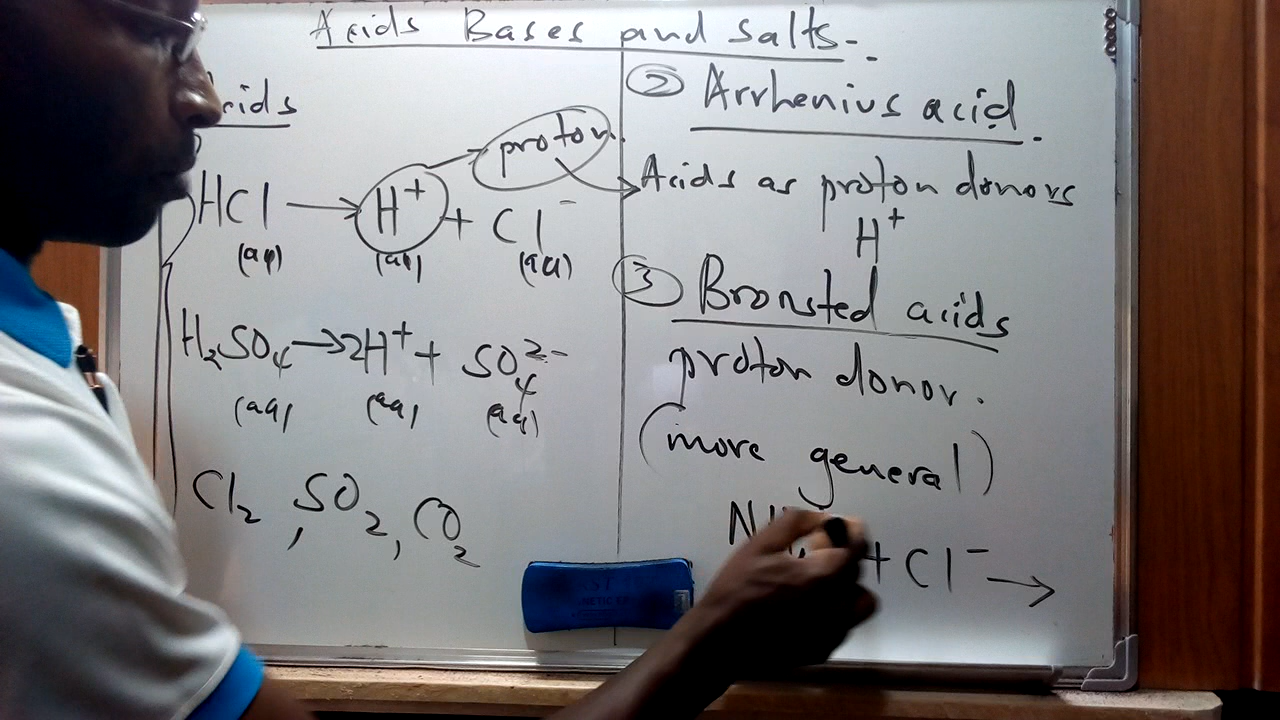 Acids Bases and salts.
Acids
HCl → H⁺ + Cl⁻
(aq) (aq) (aq)
H₂SO₄ → 2H⁺ + SO₄²⁻
(aq) (aq) (aq)
Cl₂, SO₂, CO₂
proton
② Arrhenius acid.
Acids as proton donors
H⁺
③ Bronsted acids
proton donor.
(more general)
+ Cl⁻ →